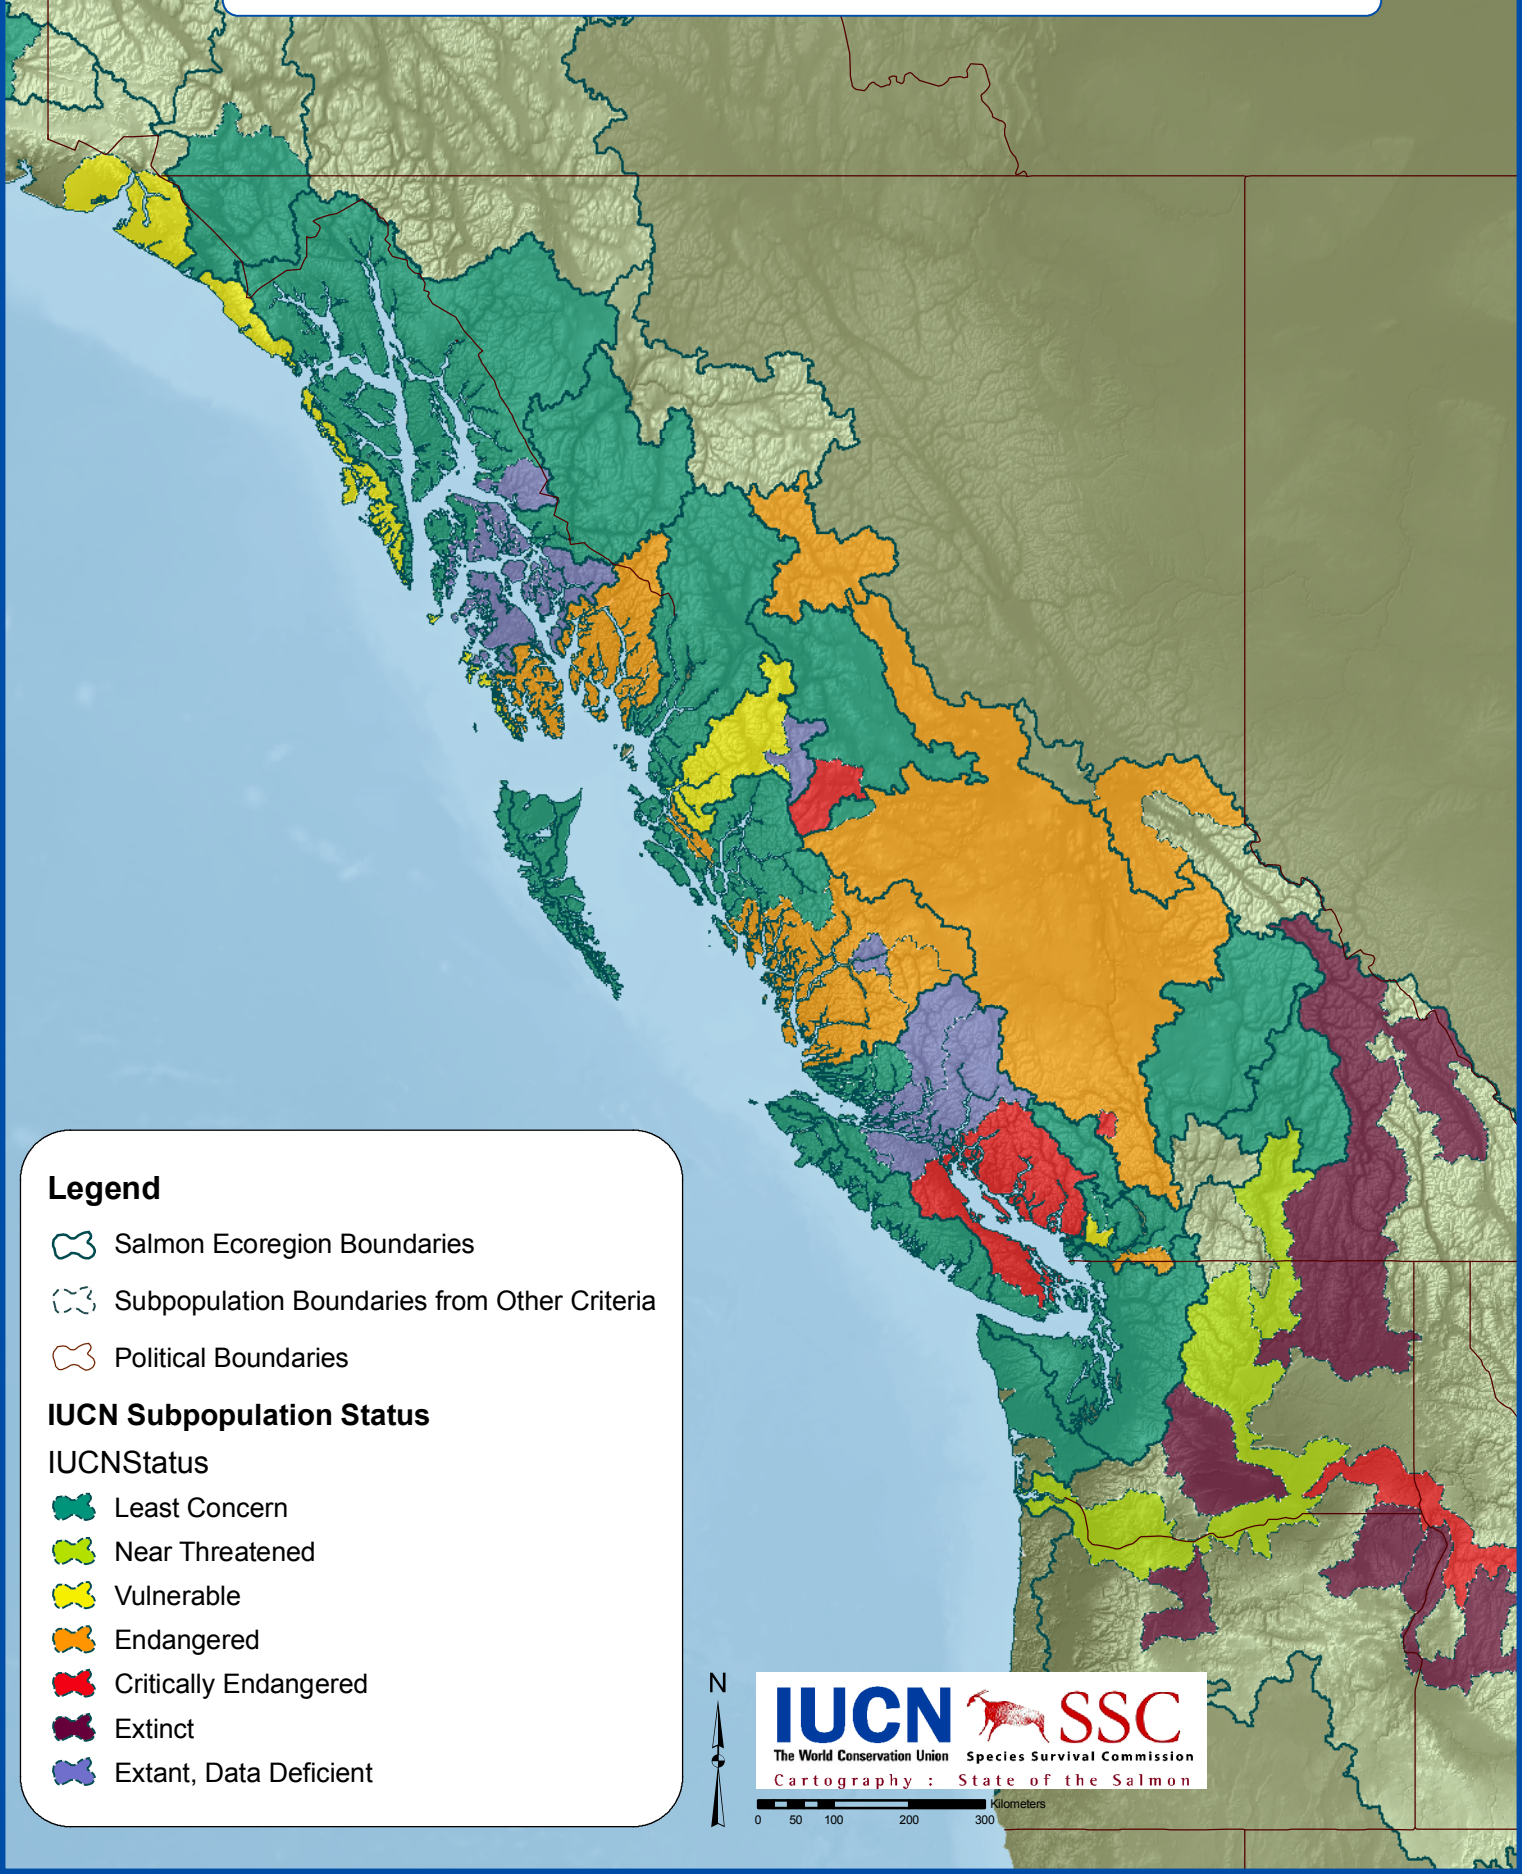 Legend
Salmon Ecoregion Boundaries
Subpopulation Boundaries from Other Criteria
Political Boundaries
IUCN Subpopulation Status
IUCNStatus
Least Concern
Near Threatened
Vulnerable
Endangered
Critically Endangered
Extinct
Extant, Data Deficient
N
IUCN SSC
The World Conservation Union Species Survival Commission
Cartography : State of the Salmon
Kilometers
0 50 100 200 300